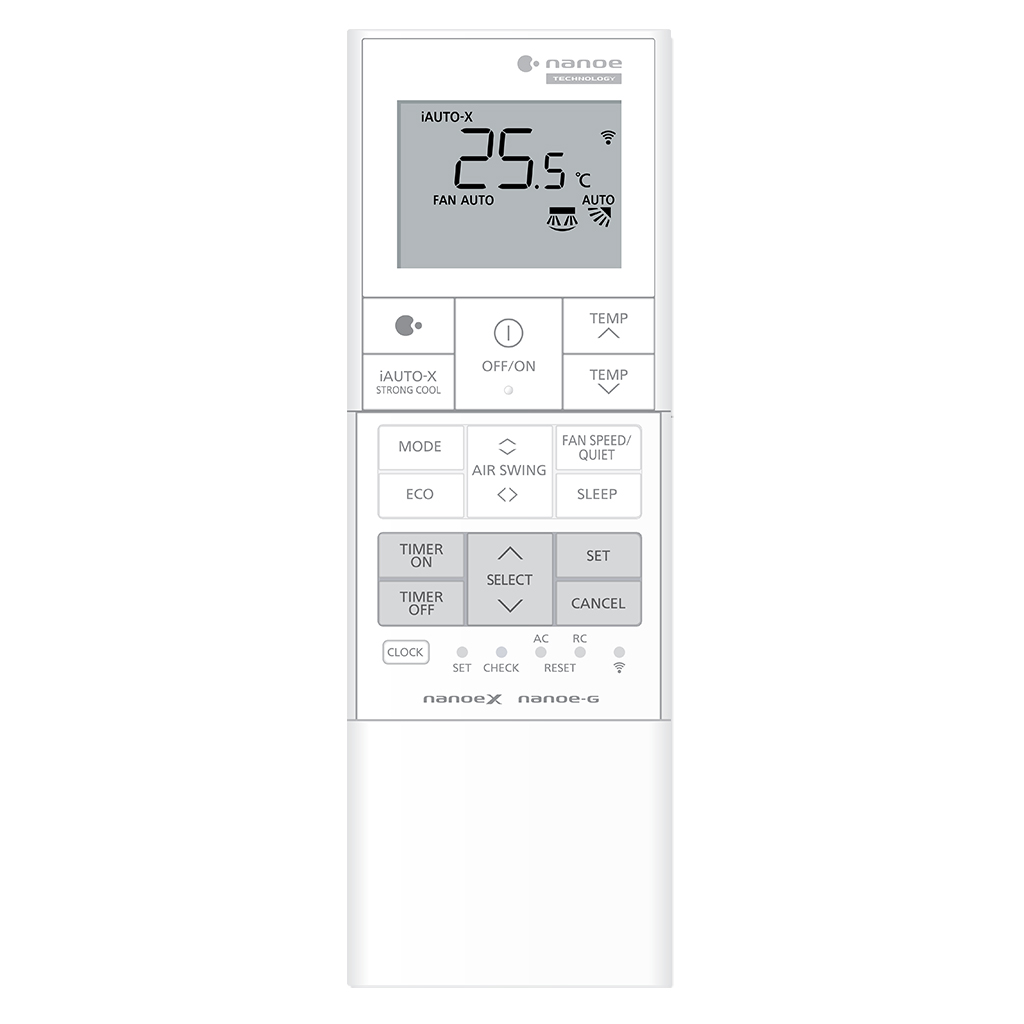 nanoe
TECHNOLOGY
iAUTO-X
25.5 °C
FAN AUTO
AUTO
OFF/ON
TEMP
iAUTO-X
STRONG COOL
TEMP
MODE
AIR SWING
FAN SPEED/
QUIET
ECO
SLEEP
TIMER
ON
SELECT
SET
TIMER
OFF
CANCEL
CLOCK
AC RC
SET CHECK RESET
nanoeX nanoe-G